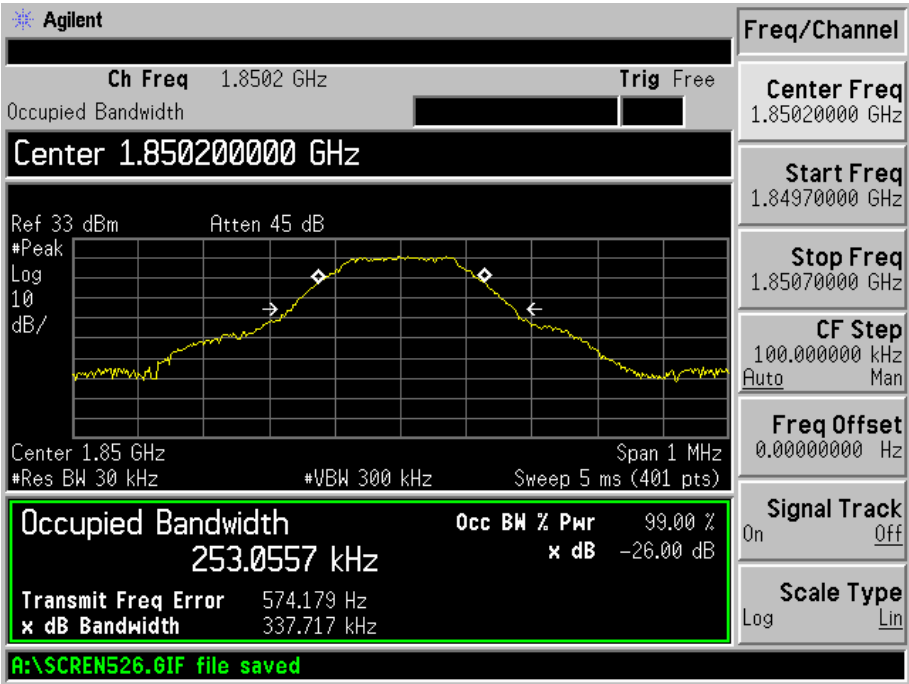 Agilent
Freq/Channel
Ch Freq 1.8502 GHz Trig Free
Occupied Bandwidth
Center 1.850200000 GHz
Ref 33 dBm Atten 45 dB
#Peak
Log
10
dB/
Center 1.85 GHz Span 1 MHz
#Res BW 30 kHz #VBW 300 kHz Sweep 5 ms (401 pts)
Occupied Bandwidth
253.0557 kHz
Occ BW % Pwr 99.00 %
x dB -26.00 dB
Transmit Freq Error 574.179 Hz
x dB Bandwidth 337.717 kHz
A:\SCREN526.GIF file saved
Center Freq
1.85020000 GHz
Start Freq
1.84970000 GHz
Stop Freq
1.85070000 GHz
CF Step
100.000000 kHz
Auto Man
Freq Offset
0.00000000 Hz
Signal Track
On Off
Scale Type
Log Lin